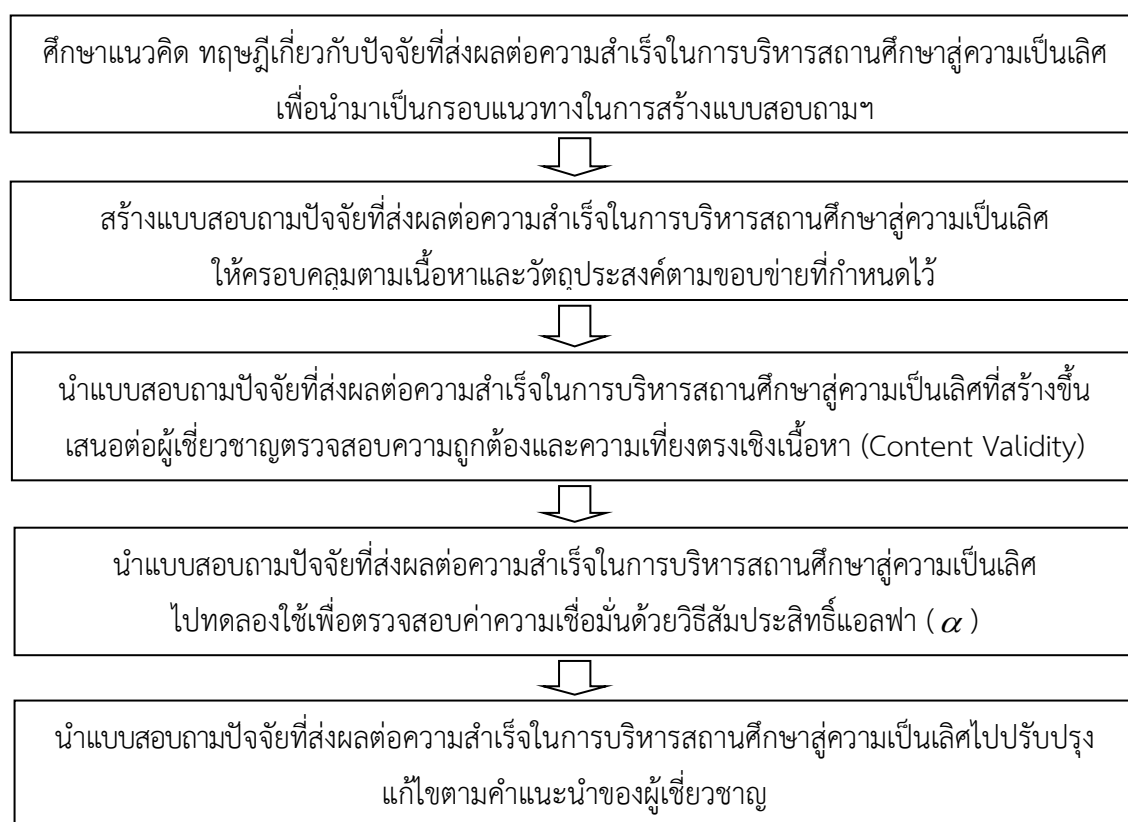 ศึกษาแนวคิด ทฤษฎีเกี่ยวกับปัจจัยที่ส่งผลต่อความสำเร็จในการบริหารสถานศึกษาสู่ความเป็นเลิศ
เพื่อนำมาเป็นกรอบแนวทางในการสร้างแบบสอบถามฯ
สร้างแบบสอบถามปัจจัยที่ส่งผลต่อความสำเร็จในการบริหารสถานศึกษาสู่ความเป็นเลิศ
ให้ครอบคลุมตามเนื้อหาและวัตถุประสงค์ตามขอบข่ายที่กำหนดไว้
นำแบบสอบถามปัจจัยที่ส่งผลต่อความสำเร็จในการบริหารสถานศึกษาสู่ความเป็นเลิศที่สร้างขึ้น
เสนอต่อผู้เชี่ยวชาญตรวจสอบความถูกต้องและความเที่ยงตรงเชิงเนื้อหา (Content Validity)
นำแบบสอบถามปัจจัยที่ส่งผลต่อความสำเร็จในการบริหารสถานศึกษาสู่ความเป็นเลิศ
ไปทดลองใช้เพื่อตรวจสอบค่าความเชื่อมั่นด้วยวิธีสัมประสิทธิ์แอลฟา ( α )
นำแบบสอบถามปัจจัยที่ส่งผลต่อความสำเร็จในการบริหารสถานศึกษาสู่ความเป็นเลิศไปปรับปรุง
แก้ไขตามคำแนะนำของผู้เชี่ยวชาญ